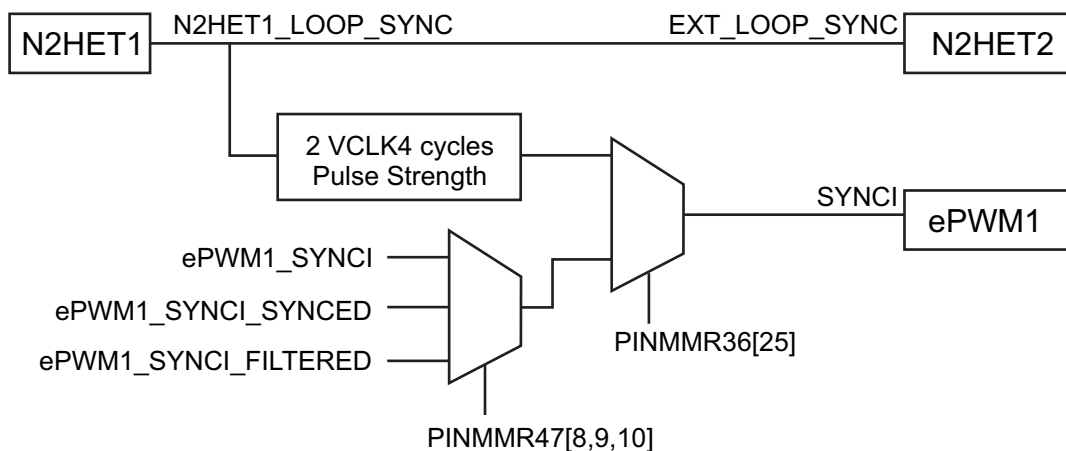 N2HET1
N2HET1_LOOP_SYNC
EXT_LOOP_SYNC
N2HET2
2 VCLK4 cycles
Pulse Strength
SYNCI
ePWM1
ePWM1_SYNCI
ePWM1_SYNCI_SYNCED
ePWM1_SYNCI_FILTERED
PINMMR36[25]
PINMMR47[8,9,10]